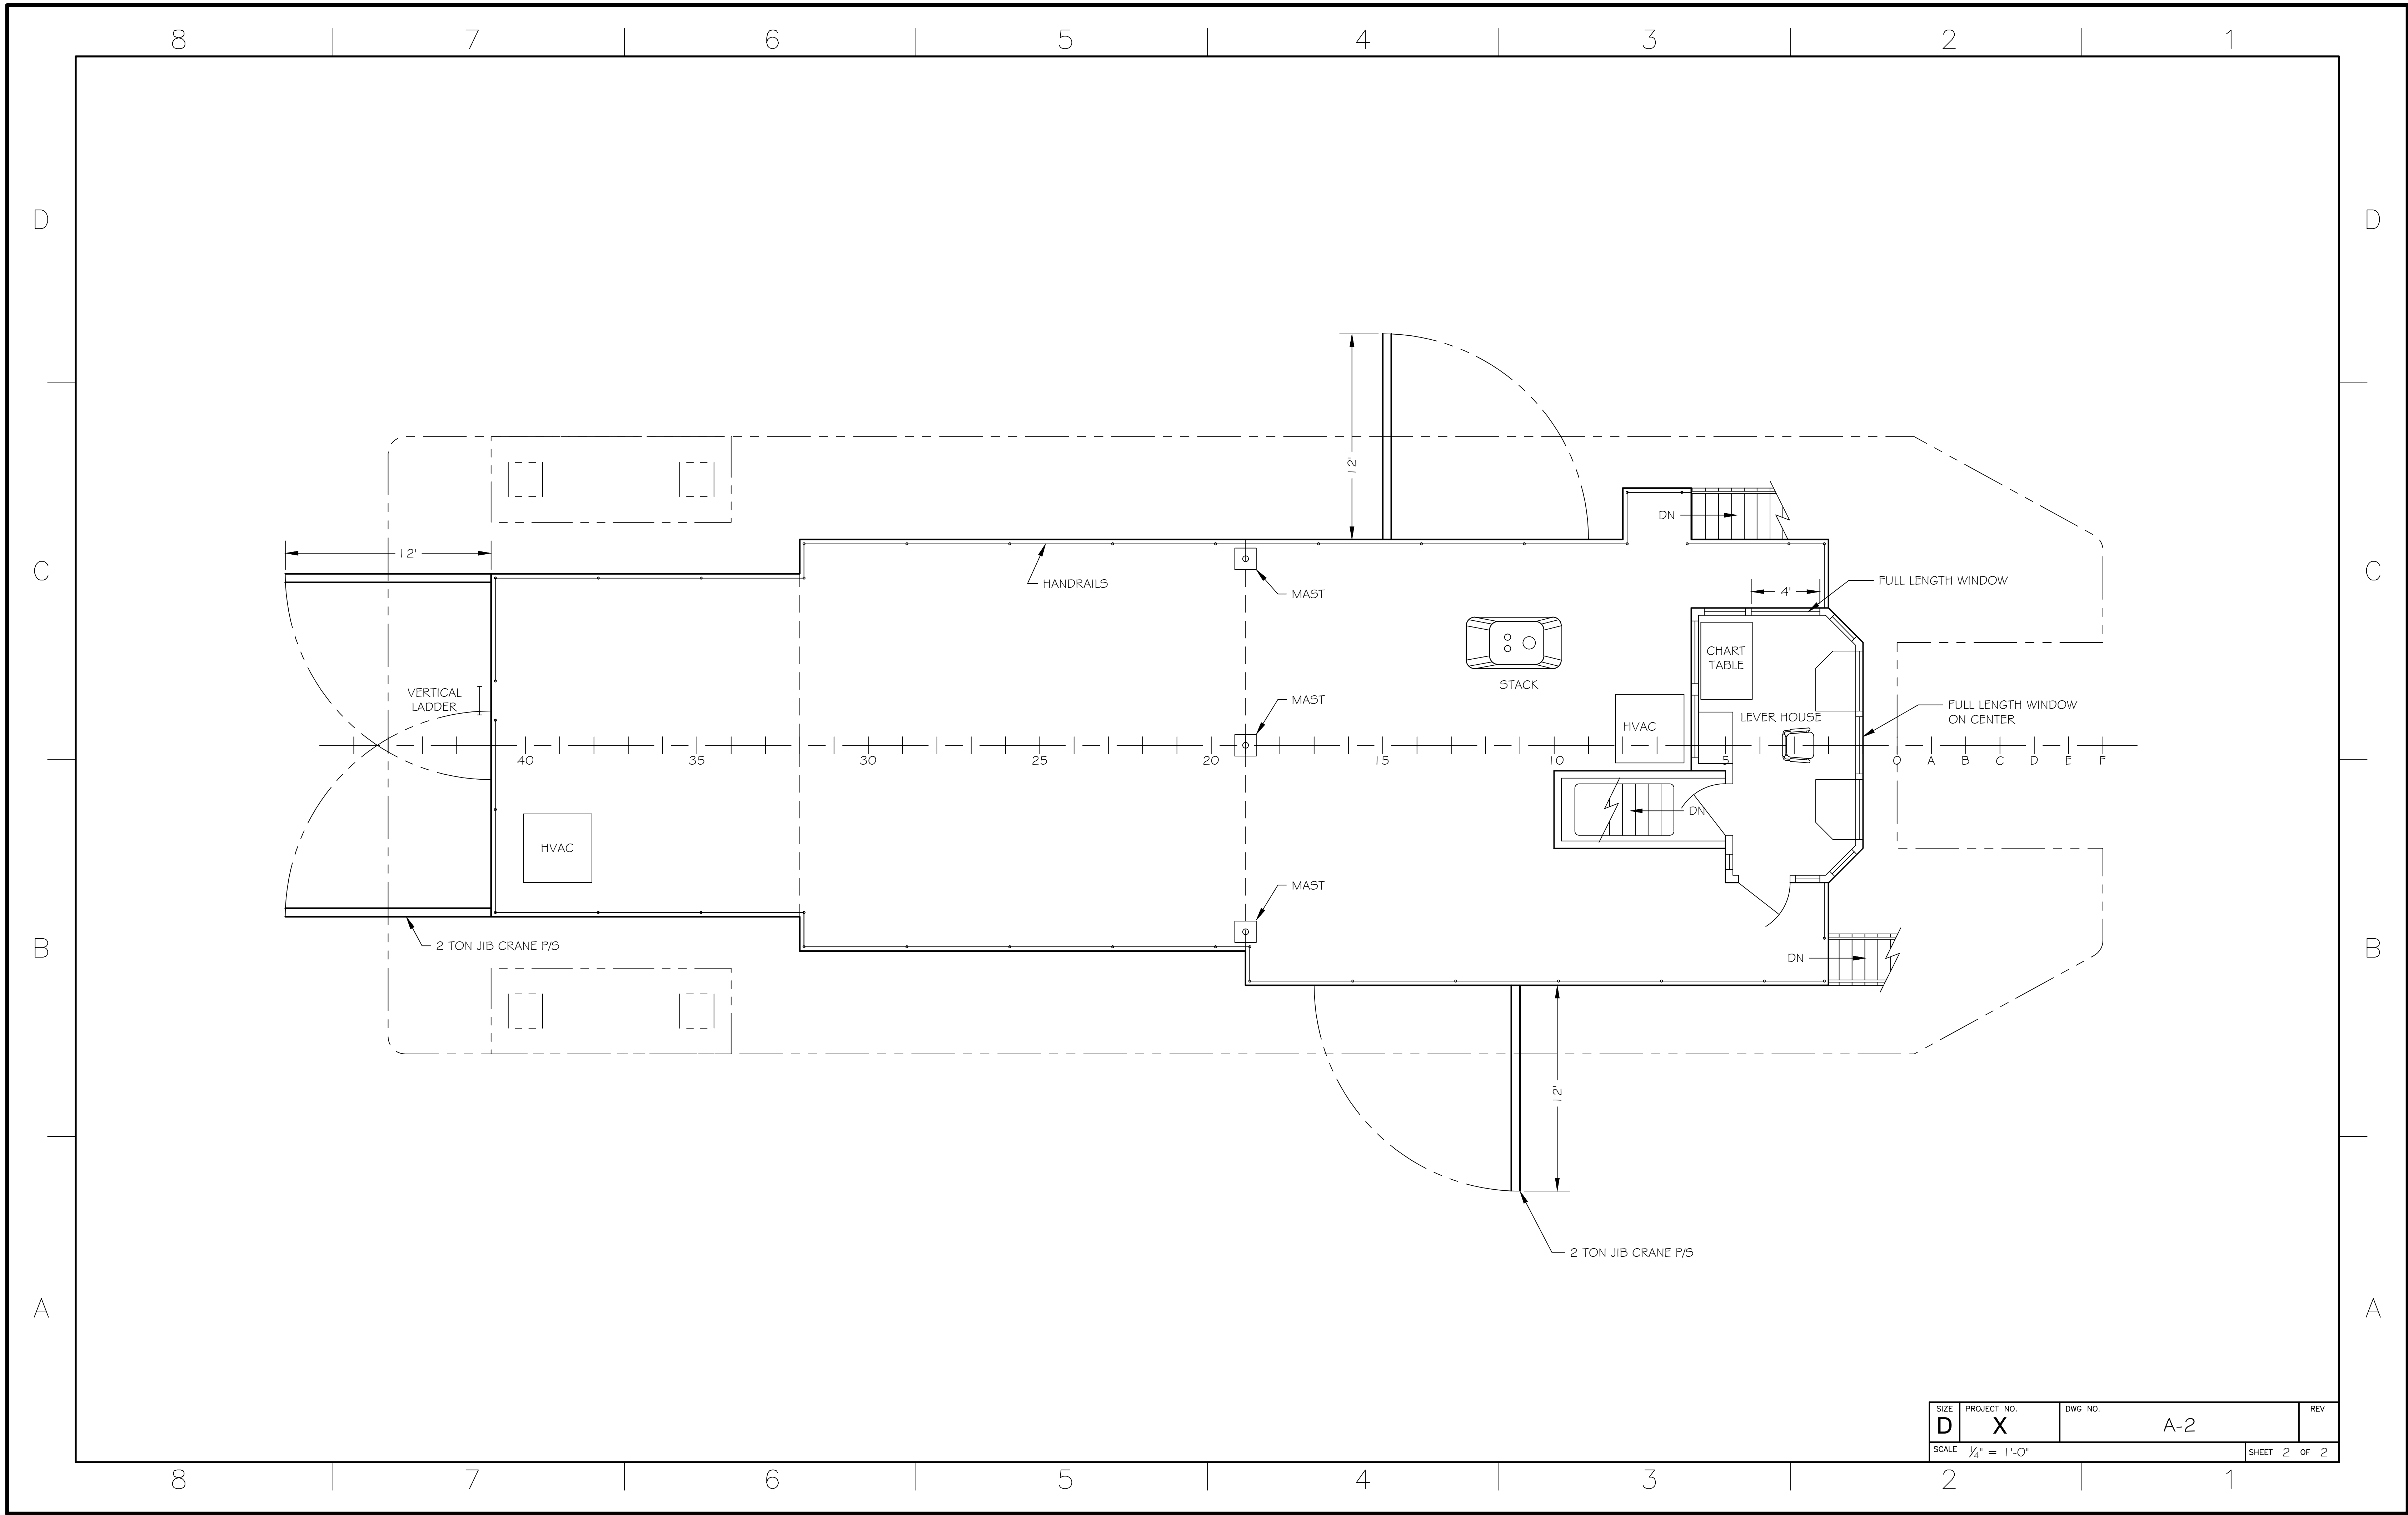 8 7 6 5 4 3 2 1
D D
12'
DN
12'
C C
HANDRAILS
MAST
4'
FULL LENGTH WINDOW
CHART
TABLE
STACK
VERTICAL
LADDER
MAST
FULL LENGTH WINDOW
ON CENTER
LEVER HOUSE
HVAC
40 35 30 25 20 15 10 5 0 A B C D E F
DN
HVAC
MAST
B B
2 TON JIB CRANE P/S
DN
12'
2 TON JIB CRANE P/S
A A
SIZE PROJECT NO. DWG NO. REV
D X A-2
SCALE 1/4" = 1'-0" SHEET 2 OF 2
8 7 6 5 4 3 2 1